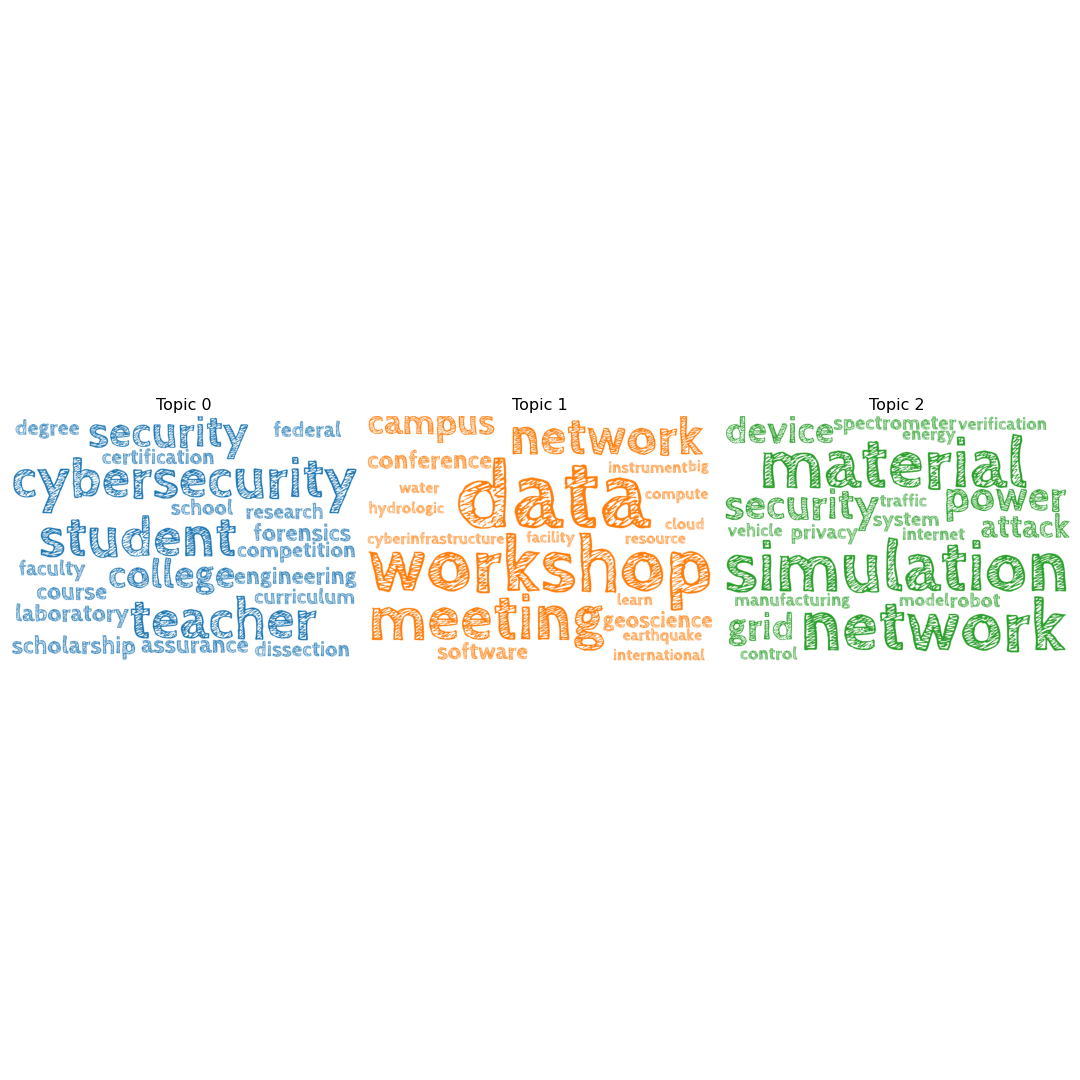 Topic 0
degree security federal
certification
cybersecurity
school research
student forensics
competition
faculty college engineering
course curriculum
laboratory teacher
scholarship assurance dissection
Topic 1
campus network
conference instrument big
water data compute
hydrologic cloud
cyberinfrastructure facility resource
workshop
learn
meeting geoscience
earthquake
software international
Topic 2
device spectrometer verification
energy
material
security traffic power
system attack
vehicle privacy internet
simulation
manufacturing model robot
grid network
control